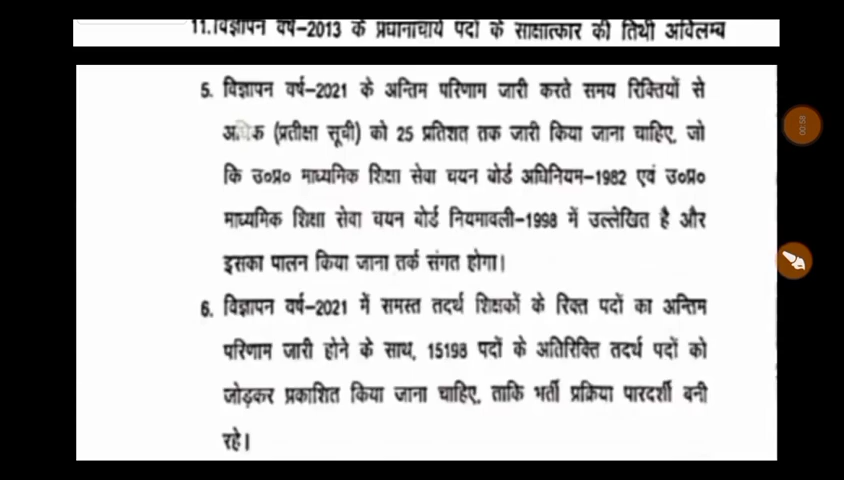 11.विज्ञापन वर्ष-2013 के प्रधानाचार्य पदों के साक्षात्कार की तिथी अविलम्ब
5. विज्ञापन वर्ष-2021 के अन्तिम परिणाम जारी करते समय रिक्तियों से
अधिक (प्रतीक्षा सूची) को 25 प्रतिशत तक जारी किया जाना चाहिए, जो
कि उ०प्र० माध्यमिक शिक्षा सेवा चयन बोर्ड अधिनियम-1982 एवं उ०प्र०
माध्यमिक शिक्षा सेवा चयन बोर्ड नियमावली-1998 में उल्लेखित है और
इसका पालन किया जाना तर्क संगत होगा।
6. विज्ञापन वर्ष-2021 में समस्त तदर्थ शिक्षकों के रिक्त पदों का अन्तिम
परिणाम जारी होने के साथ, 15198 पदों के अतिरिक्ति तदर्थ पदों को
जोड़कर प्रकाशित किया जाना चाहिए, ताकि भर्ती प्रक्रिया पारदर्शी बनी
रहे।
00:58